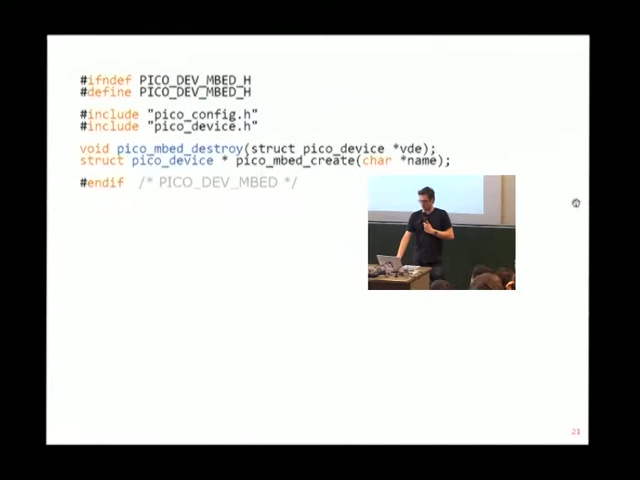 #ifndef PICO_DEV_MBED_H
#define PICO_DEV_MBED_H
#include "pico_config.h"
#include "pico_device.h"
void pico_mbed_destroy(struct pico_device *vde);
struct pico_device * pico_mbed_create(char *name);
#endif /* PICO_DEV_MBED */
21